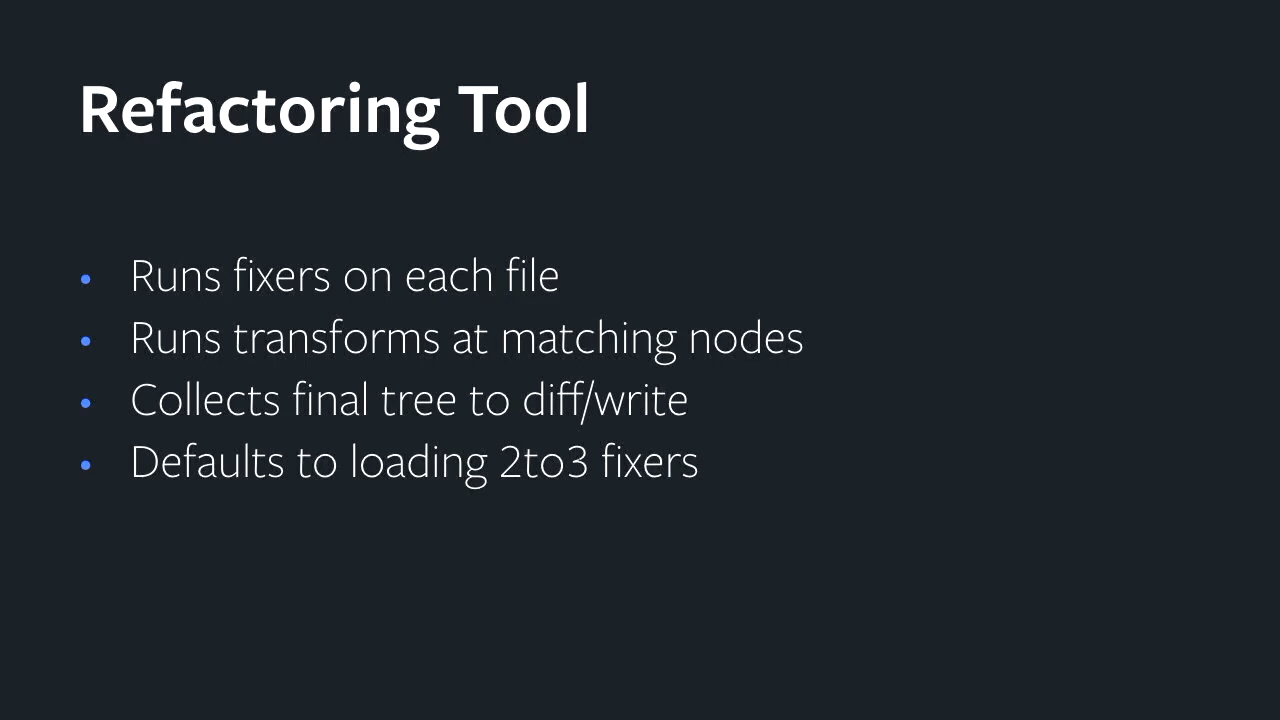 Refactoring Tool
• Runs fixers on each file
• Runs transforms at matching nodes
• Collects final tree to diff/write
• Defaults to loading 2to3 fixers